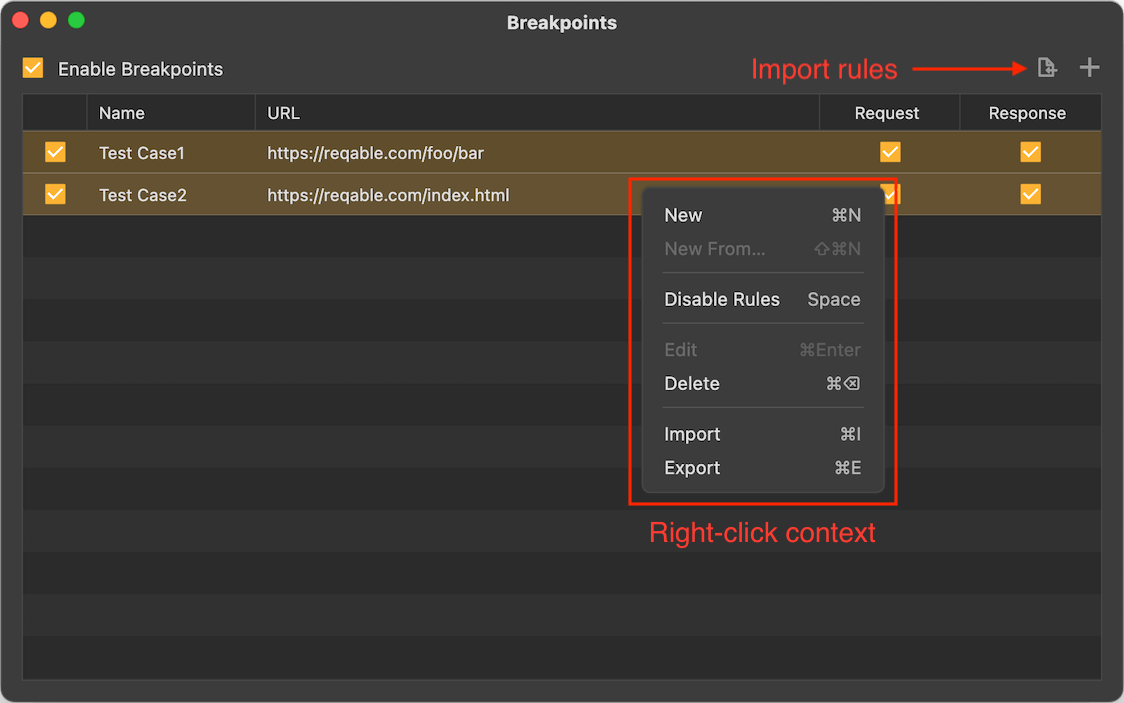 Breakpoints
Enable Breakpoints
Import rules
Name URL Request Response
Test Case1 https://reqable.com/foo/bar
Test Case2 https://reqable.com/index.html
New ⌘N
New From... ⇧⌘N
Disable Rules Space
Edit ⌘Enter
Delete ⌘⌫
Import ⌘I
Export ⌘E
Right-click context